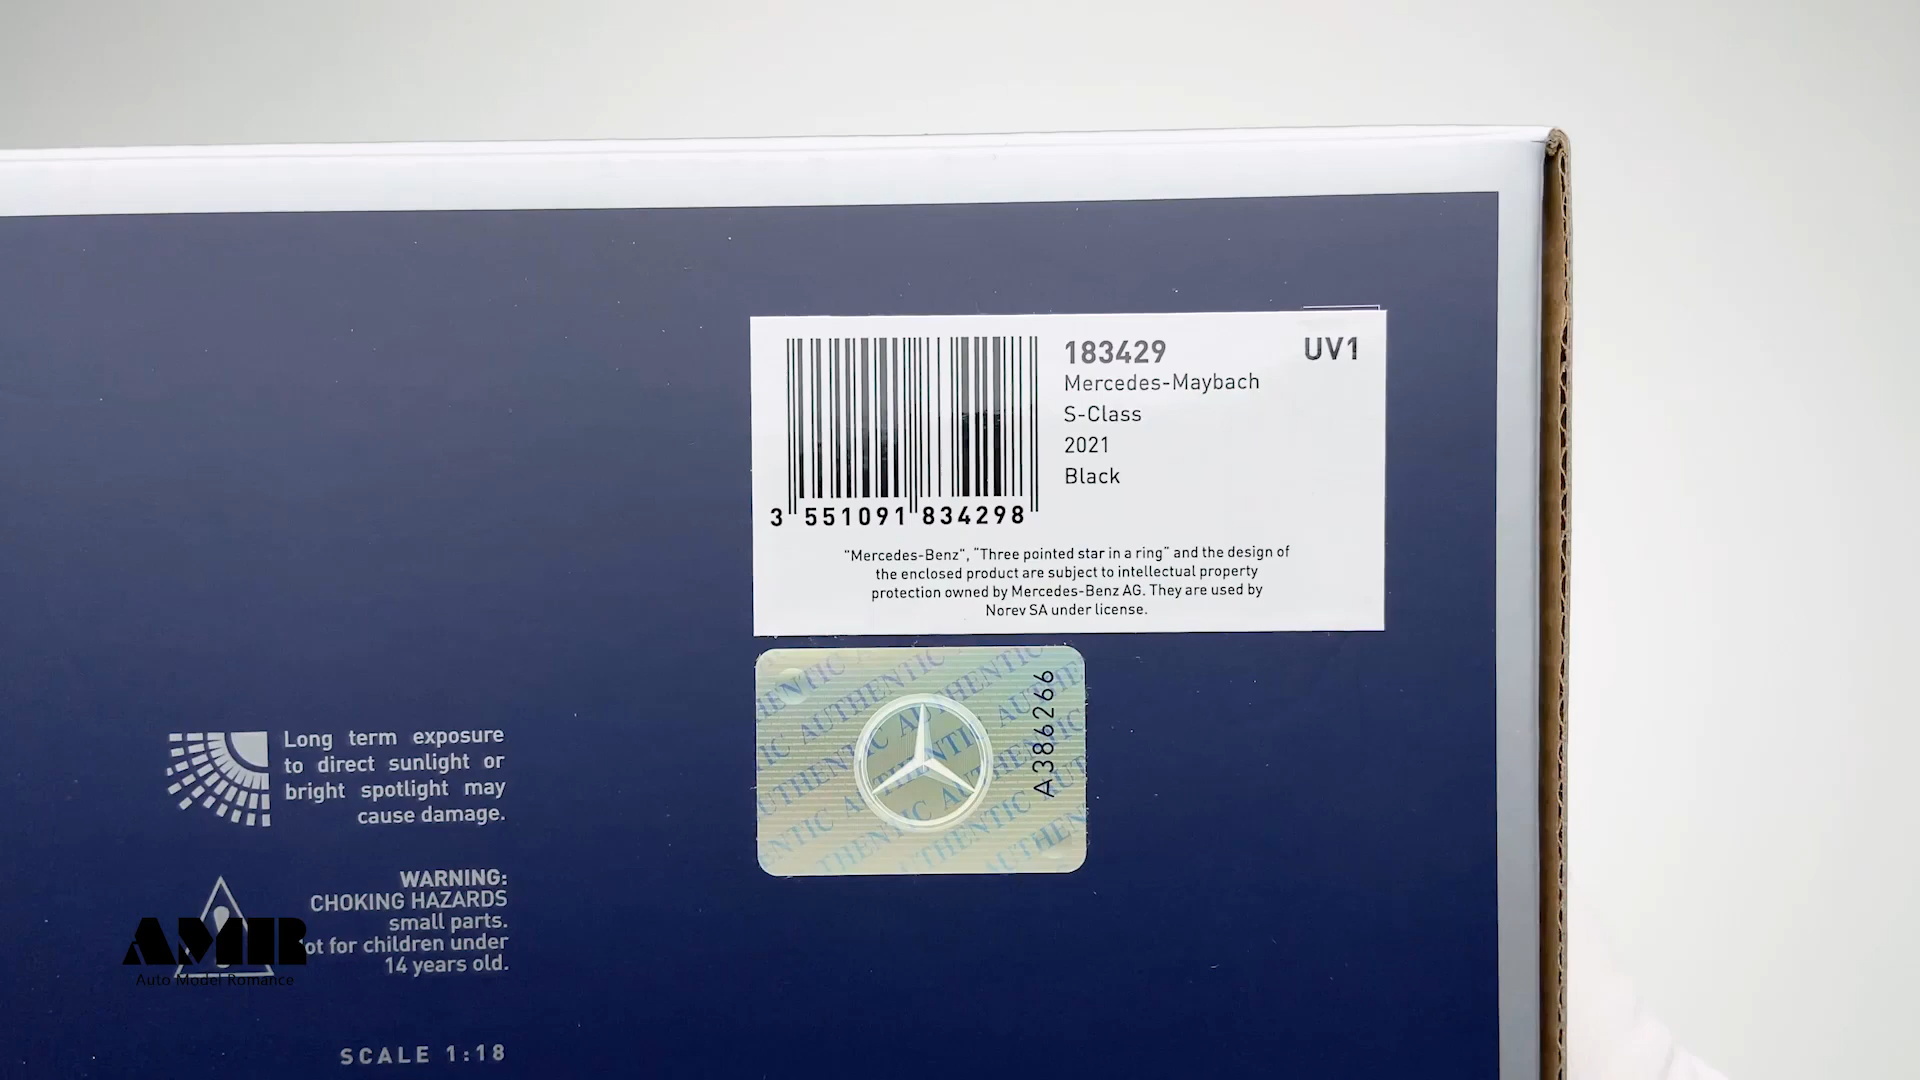 183429
UV1
Mercedes-Maybach
S-Class
2021
Black
3 551091 834298
"Mercedes-Benz", "Three pointed star in a ring" and the design of
the enclosed product are subject to intellectual property
protection owned by Mercedes-Benz AG. They are used by
Norev SA under license.
AUTHENTIC
A386266
Long term exposure
to direct sunlight or
bright spotlight may
cause damage.
WARNING:
CHOKING HAZARDS
small parts.
ot for children under
14 years old.
AMR
Auto Model Romance
SCALE 1:18